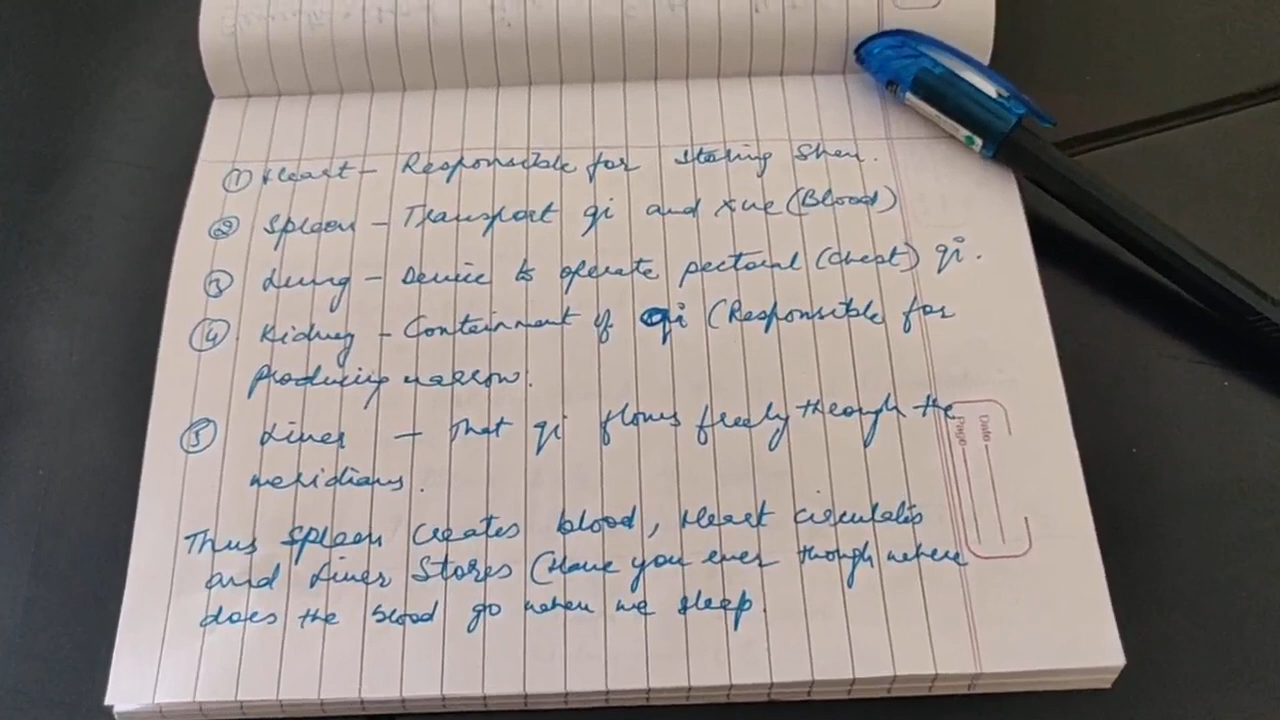 ① Heart – Responsible for storing Shen.
② Spleen – Transport qi and xue (Blood)
③ Lung – Device to operate pectoral (chest) qi.
④ Kidney – Containment of qi (Responsible for
producing marrow.
⑤ Liver – That qi flows freely through the
meridians.
Thus spleen creates blood, Heart circulates
and Liver Stores (Have you ever though where
does the blood go when we sleep
Date
Page